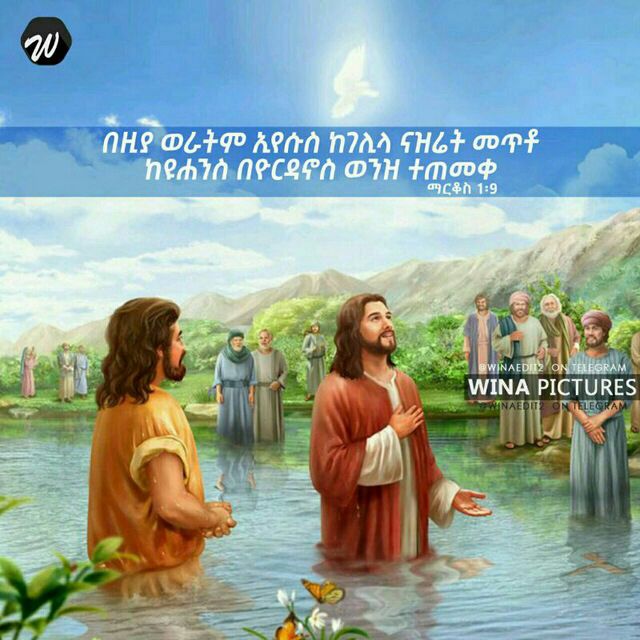 W
በዚያ ወራትም ኢየሱስ ከገሊላ ናዝሬት መጥቶ
ከዩሐንስ በዮርዳኖስ ወንዝ ተጠመቀ
ማርቆስ 1፡9
@WINAEDIT2 ON TELEGRAM
WINA PICTURES
@WINAEDIT2 ON TELEGRAM